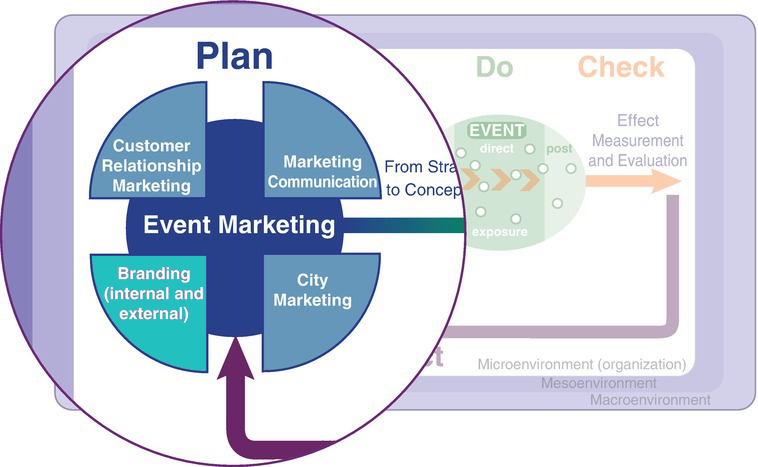 Plan
Do
Check
Customer
Relationship
Marketing
Marketing
Communication
From Stra
to Concep
EVENT
direct
post
exposure
Effect
Measurement
and Evaluation
Event Marketing
Branding
(internal and
external)
City
Marketing
ct
Microenvironment (organization)
Mesoenvironment
Macroenvironment